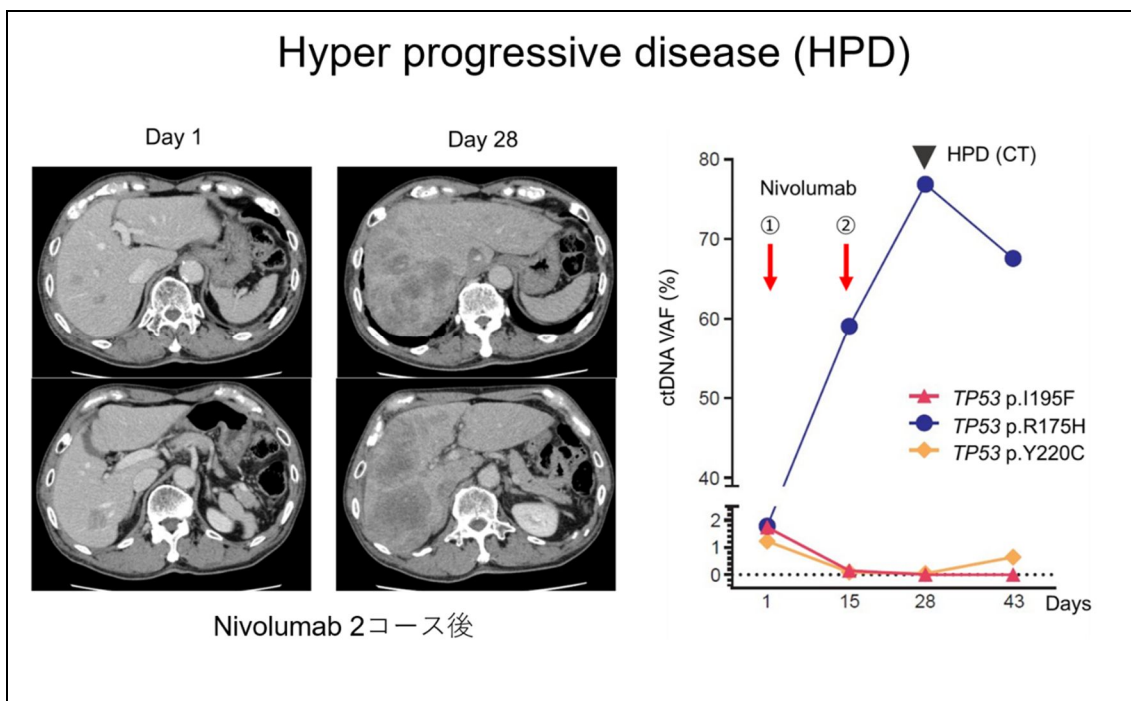 Hyper progressive disease (HPD)
Day 1
Day 28
Nivolumab 2コース後
HPD (CT)
Nivolumab
①
②
ctDNA VAF (%)
80
70
60
50
40
2
1
0
TP53 p.I195F
TP53 p.R175H
TP53 p.Y220C
1
15
28
43
Days